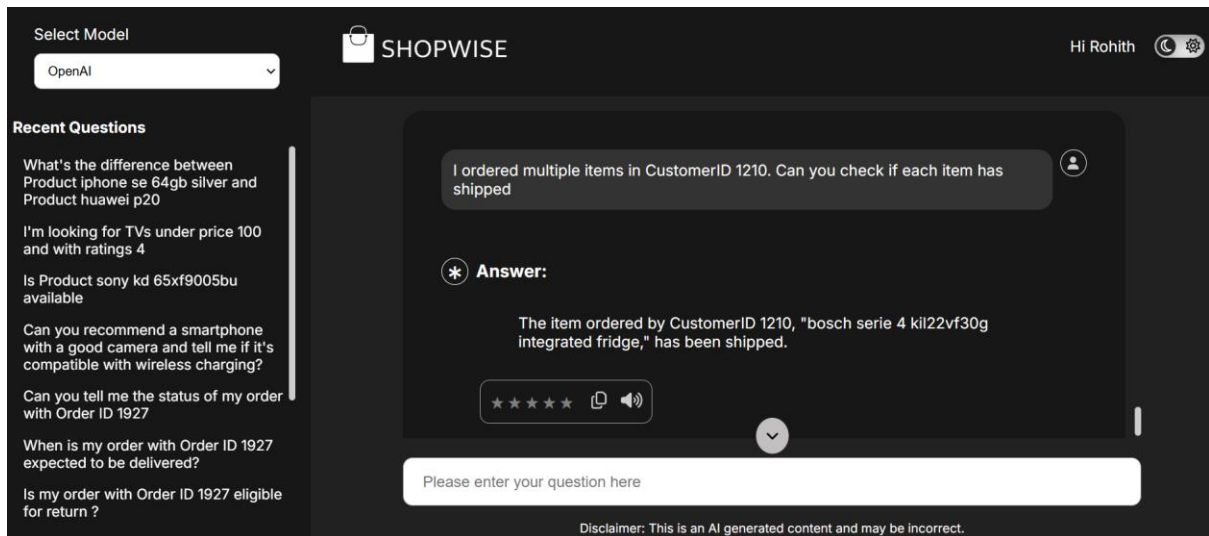 Select Model
OpenAI
Recent Questions
What's the difference between
Product iphone se 64gb silver and
Product huawei p20
I'm looking for TVs under price 100
and with ratings 4
Is Product sony kd 65xf9005bu
available
Can you recommend a smartphone
with a good camera and tell me if it's
compatible with wireless charging?
Can you tell me the status of my order
with Order ID 1927
When is my order with Order ID 1927
expected to be delivered?
Is my order with Order ID 1927 eligible
for return ?
SHOPWISE
Hi Rohith
I ordered multiple items in CustomerID 1210. Can you check if each item has
shipped
Answer:
The item ordered by CustomerID 1210, "bosch serie 4 kil22vf30g
integrated fridge," has been shipped.
Please enter your question here
Disclaimer: This is an AI generated content and may be incorrect.